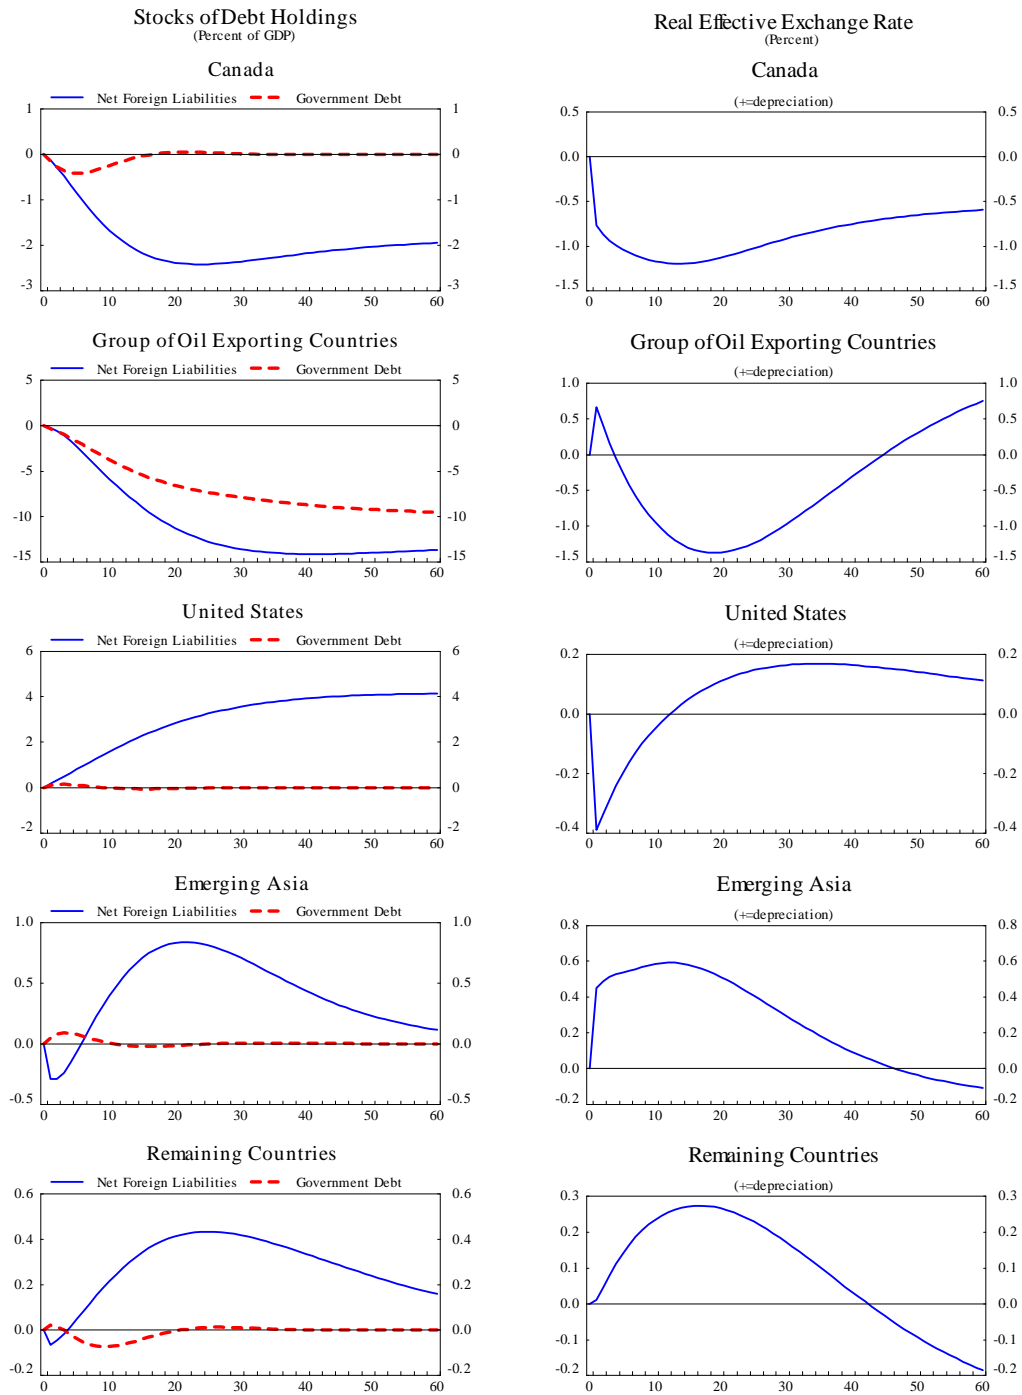 Stocks of Debt Holdings
(Percent of GDP)
Canada
Net Foreign Liabilities Government Debt
1 1
0 0
-1 -1
-2 -2
-3 -3
0 10 20 30 40 50 60
Group of Oil Exporting Countries
Net Foreign Liabilities Government Debt
5 5
0 0
-5 -5
-10 -10
-15 -15
0 10 20 30 40 50 60
United States
Net Foreign Liabilities Government Debt
6 6
4 4
2 2
0 0
-2 -2
0 10 20 30 40 50 60
Emerging Asia
Net Foreign Liabilities Government Debt
1.0 1.0
0.5 0.5
0.0 0.0
-0.5 -0.5
0 10 20 30 40 50 60
Remaining Countries
Net Foreign Liabilities Government Debt
0.6 0.6
0.4 0.4
0.2 0.2
0.0 0.0
-0.2 -0.2
0 10 20 30 40 50 60
Real Effective Exchange Rate
(Percent)
Canada
(+=depreciation)
0.5 0.5
0.0 0.0
-0.5 -0.5
-1.0 -1.0
-1.5 -1.5
0 10 20 30 40 50 60
Group of Oil Exporting Countries
(+=depreciation)
1.0 1.0
0.5 0.5
0.0 0.0
-0.5 -0.5
-1.0 -1.0
-1.5 -1.5
0 10 20 30 40 50 60
United States
(+=depreciation)
0.2 0.2
0.0 0.0
-0.2 -0.2
-0.4 -0.4
0 10 20 30 40 50 60
Emerging Asia
(+=depreciation)
0.8 0.8
0.6 0.6
0.4 0.4
0.2 0.2
0.0 0.0
-0.2 -0.2
0 10 20 30 40 50 60
Remaining Countries
(+=depreciation)
0.3 0.3
0.2 0.2
0.1 0.1
0.0 0.0
-0.1 -0.1
-0.2 -0.2
0 10 20 30 40 50 60